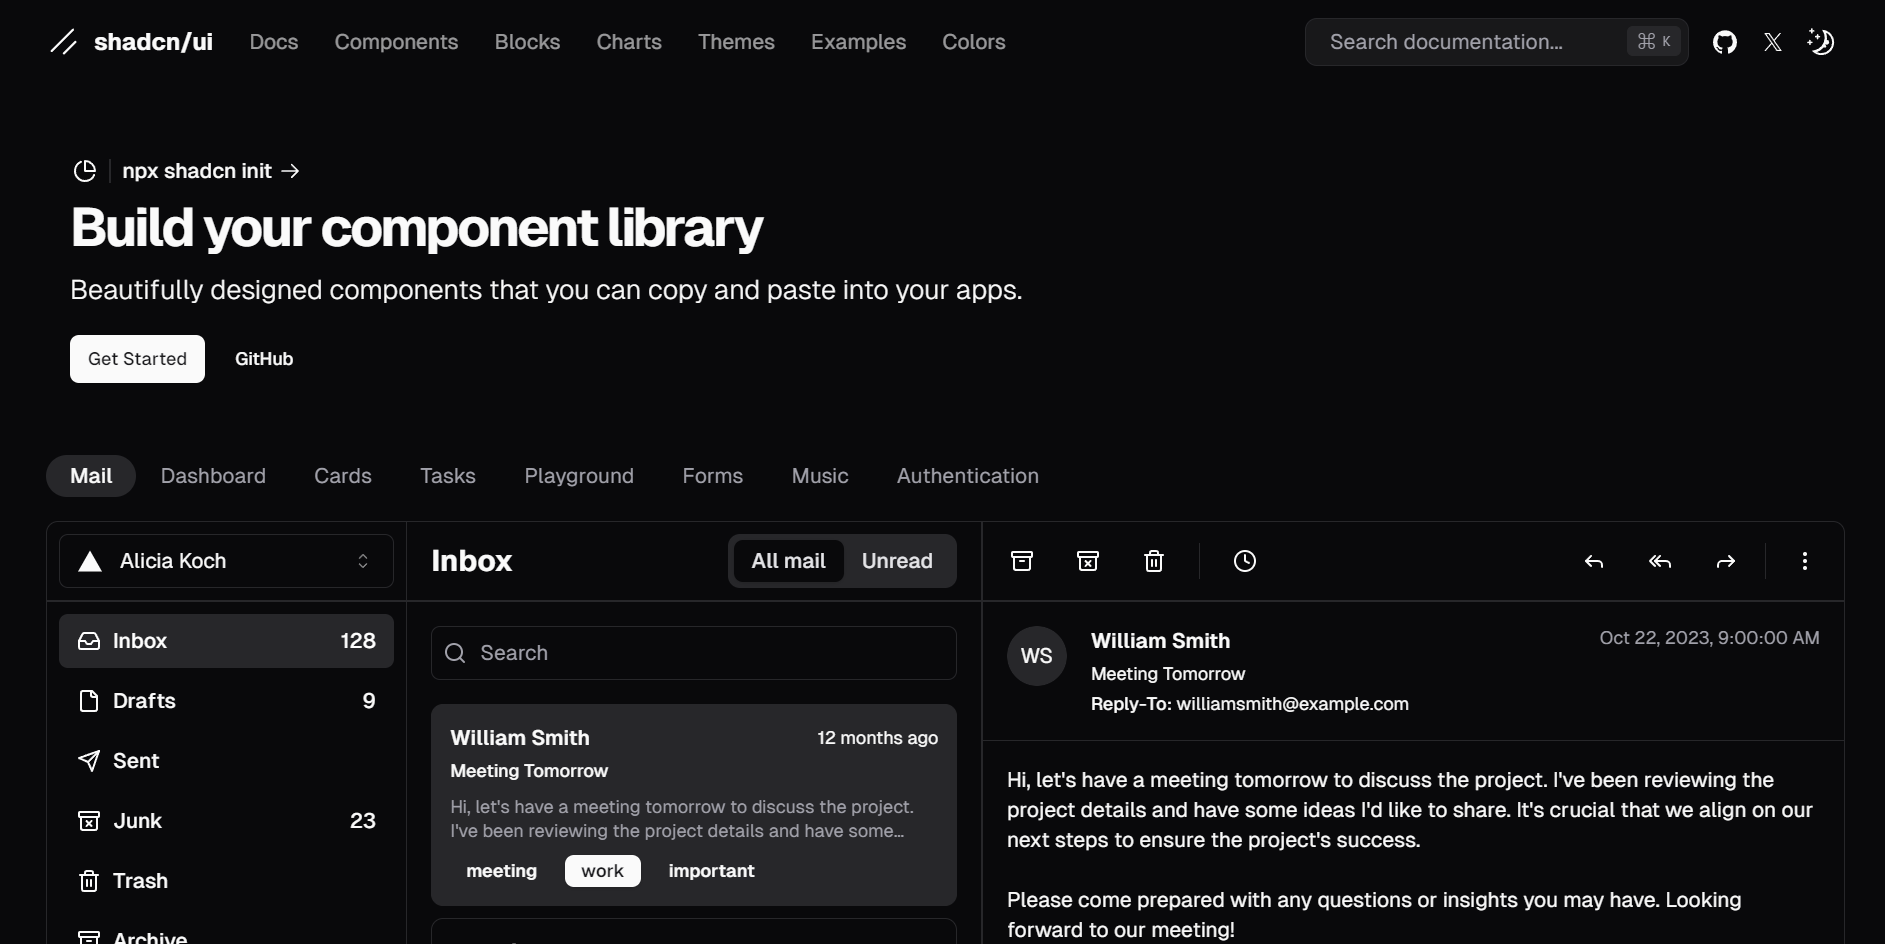 shadcn/ui Docs Components Blocks Charts Themes Examples Colors Search documentation... ⌘ K
npx shadcn init
Build your component library
Beautifully designed components that you can copy and paste into your apps.
Get Started GitHub
Mail Dashboard Cards Tasks Playground Forms Music Authentication
Alicia Koch
Inbox 128
Drafts 9
Sent
Junk 23
Trash
Archive
Inbox All mail Unread
Search
William Smith 12 months ago
Meeting Tomorrow
Hi, let's have a meeting tomorrow to discuss the project.
I've been reviewing the project details and have some...
meeting work important
WS
William Smith Oct 22, 2023, 9:00:00 AM
Meeting Tomorrow
Reply-To: williamsmith@example.com
Hi, let's have a meeting tomorrow to discuss the project. I've been reviewing the
project details and have some ideas I'd like to share. It's crucial that we align on our
next steps to ensure the project's success.
Please come prepared with any questions or insights you may have. Looking
forward to our meeting!